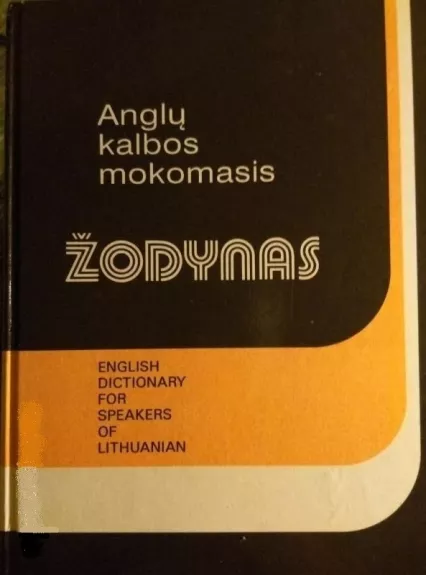 Anglų
kalbos
mokomasis
ŽODYNAS
ENGLISH
DICTIONARY
FOR
SPEAKERS
OF
LITHUANIAN